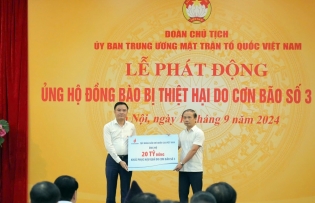 ĐOÀN CHỦ TỊCH
ỦY BAN TRUNG ƯƠNG MẶT TRẬN TỔ QUỐC VIỆT NAM
LỄ PHÁT ĐỘNG
ỦNG HỘ ĐỒNG BÀO BỊ THIỆT HẠI DO CƠN BÃO SỐ 3
Nội, ngày 9 năm 2024
20 TỶ ĐỒNG